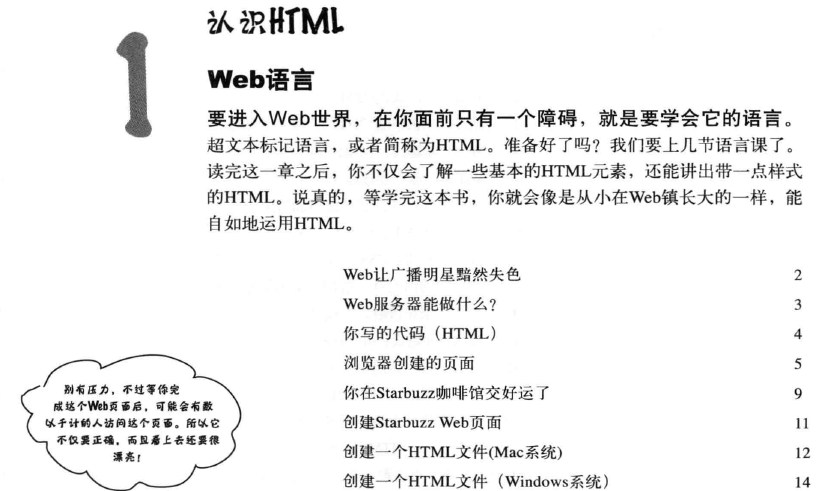 1
认识HTML
Web语言
要进入Web世界，在你面前只有一个障碍，就是要学会它的语言。
超文本标记语言，或者简称为HTML。准备好了吗？我们要上几节语言课了。
读完这一章之后，你不仅会了解一些基本的HTML元素，还能讲出带一点样式
的HTML。说真的，等学完这本书，你就会像是从小在Web镇长大的一样，能
自如地运用HTML。
Web让广播明星黯然失色 2
Web服务器能做什么？ 3
你写的代码（HTML） 4
浏览器创建的页面 5
你在Starbuzz咖啡馆交好运了 9
创建Starbuzz Web页面 11
创建一个HTML文件(Mac系统) 12
创建一个HTML文件（Windows系统） 14
别有压力，不过等你完
成这个Web页面后，可能会有数
以千计的人访问这个页面。所以它
不仅要正确，而且看上去还要很
漂亮！